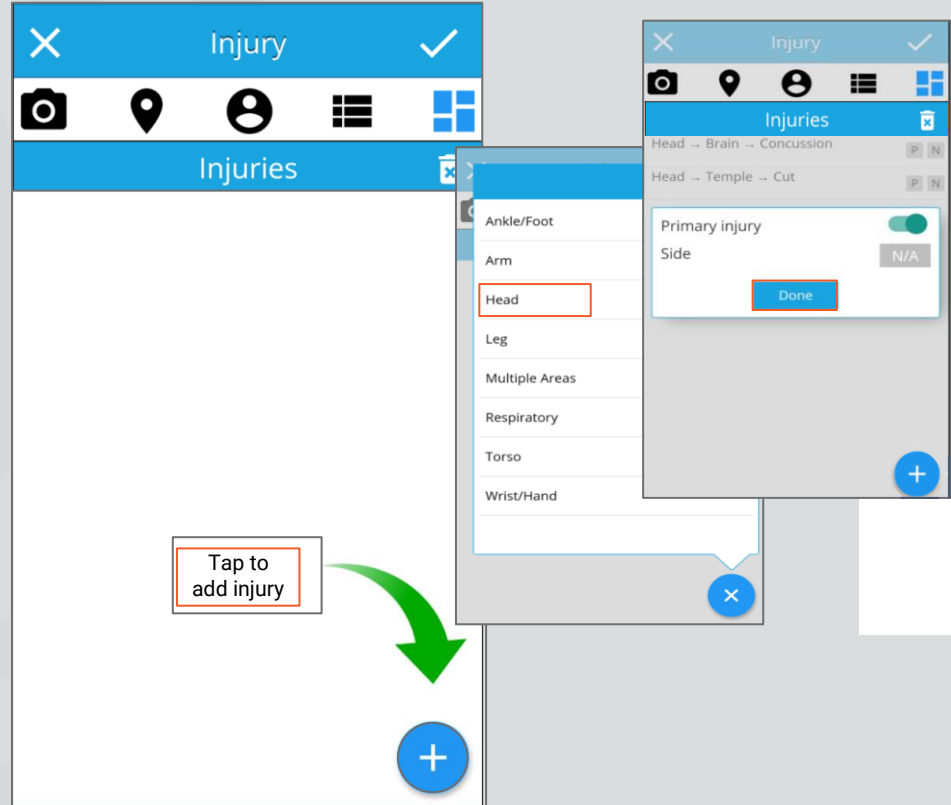 Injury
Injuries
Tap to
add injury
Ankle/Foot
Arm
Head
Leg
Multiple Areas
Respiratory
Torso
Wrist/Hand
Injury
Injuries
Head → Brain → Concussion P N
Head → Temple → Cut P N
Primary injury
Side N/A
Done